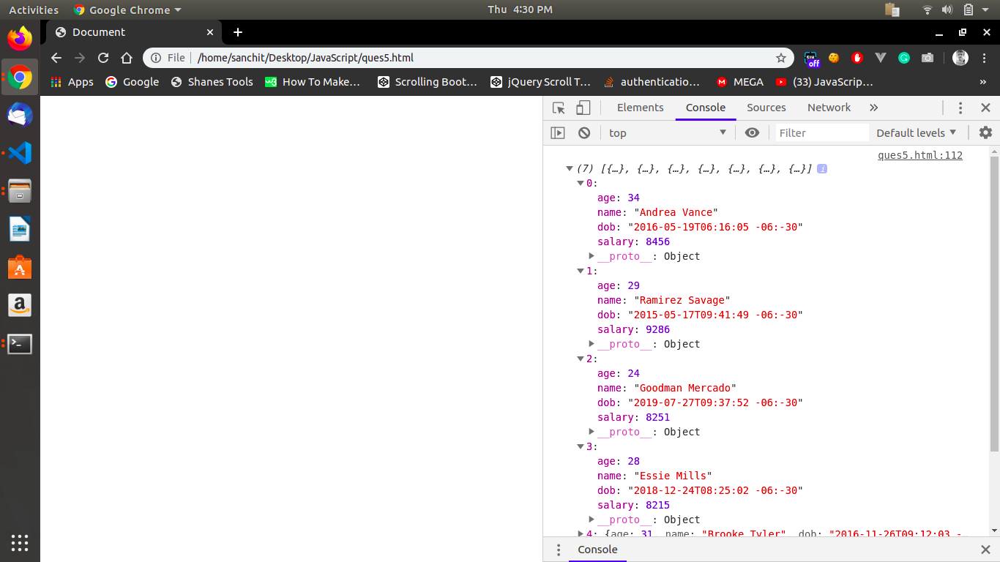 Activities Google Chrome Thu 4:30 PM
Document
File /home/sanchit/Desktop/JavaScript/ques5.html
off
Apps Google Shanes Tools How To Make… Scrolling Boot… jQuery Scroll T… authenticatio… MEGA (33) JavaScrip… »
Elements Console Sources Network »
top Filter Default levels
ques5.html:112
(7) [{…}, {…}, {…}, {…}, {…}, {…}, {…}] i
0:
age: 34
name: "Andrea Vance"
dob: "2016-05-19T06:16:05 -06:-30"
salary: 8456
__proto__: Object
1:
age: 29
name: "Ramirez Savage"
dob: "2015-05-17T09:41:49 -06:-30"
salary: 9286
__proto__: Object
2:
age: 24
name: "Goodman Mercado"
dob: "2019-07-27T09:37:52 -06:-30"
salary: 8251
__proto__: Object
3:
age: 28
name: "Essie Mills"
dob: "2018-12-24T08:25:02 -06:-30"
salary: 8215
__proto__: Object
4: {age: 31, name: "Brooke Tyler", dob: "2016-11-26T09:12:03 -…
Console